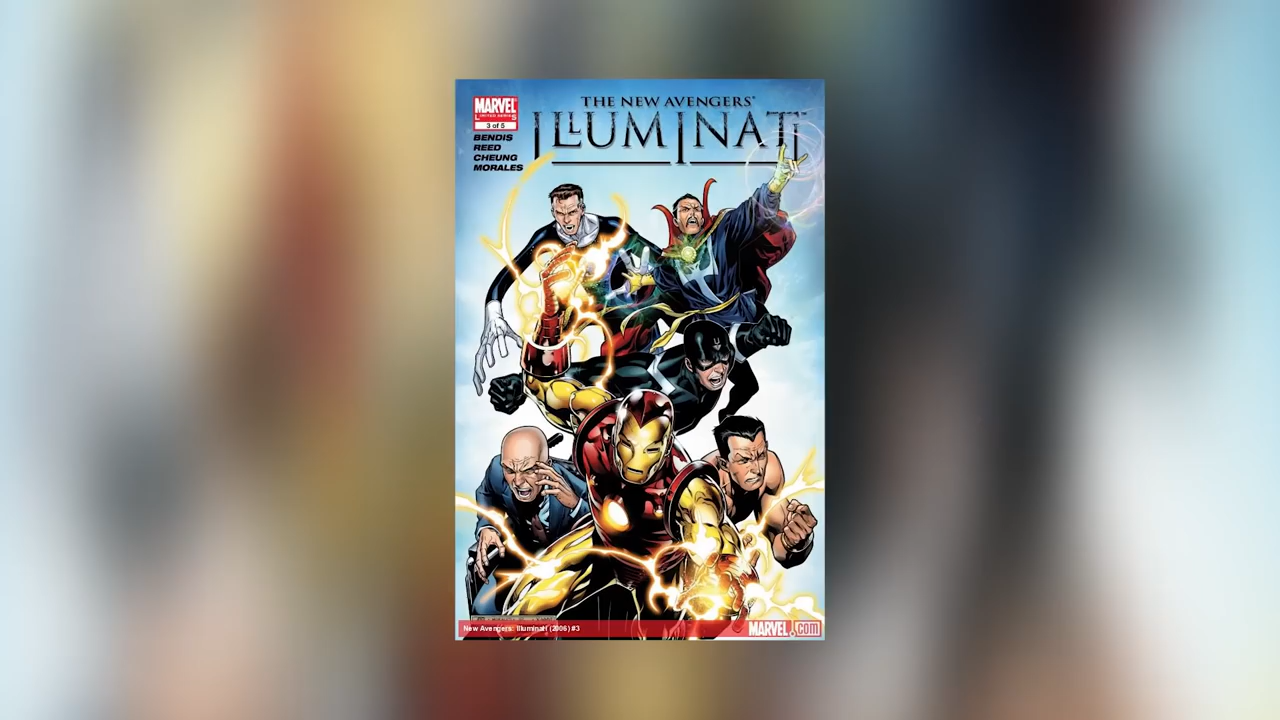 MARVEL
LIMITED SERIES
3 of 5
BENDIS
REED
CHEUNG
MORALES
THE NEW AVENGERS
ILLUMINATI
New Avengers: Illuminati (2006) #3
MARVEL.com